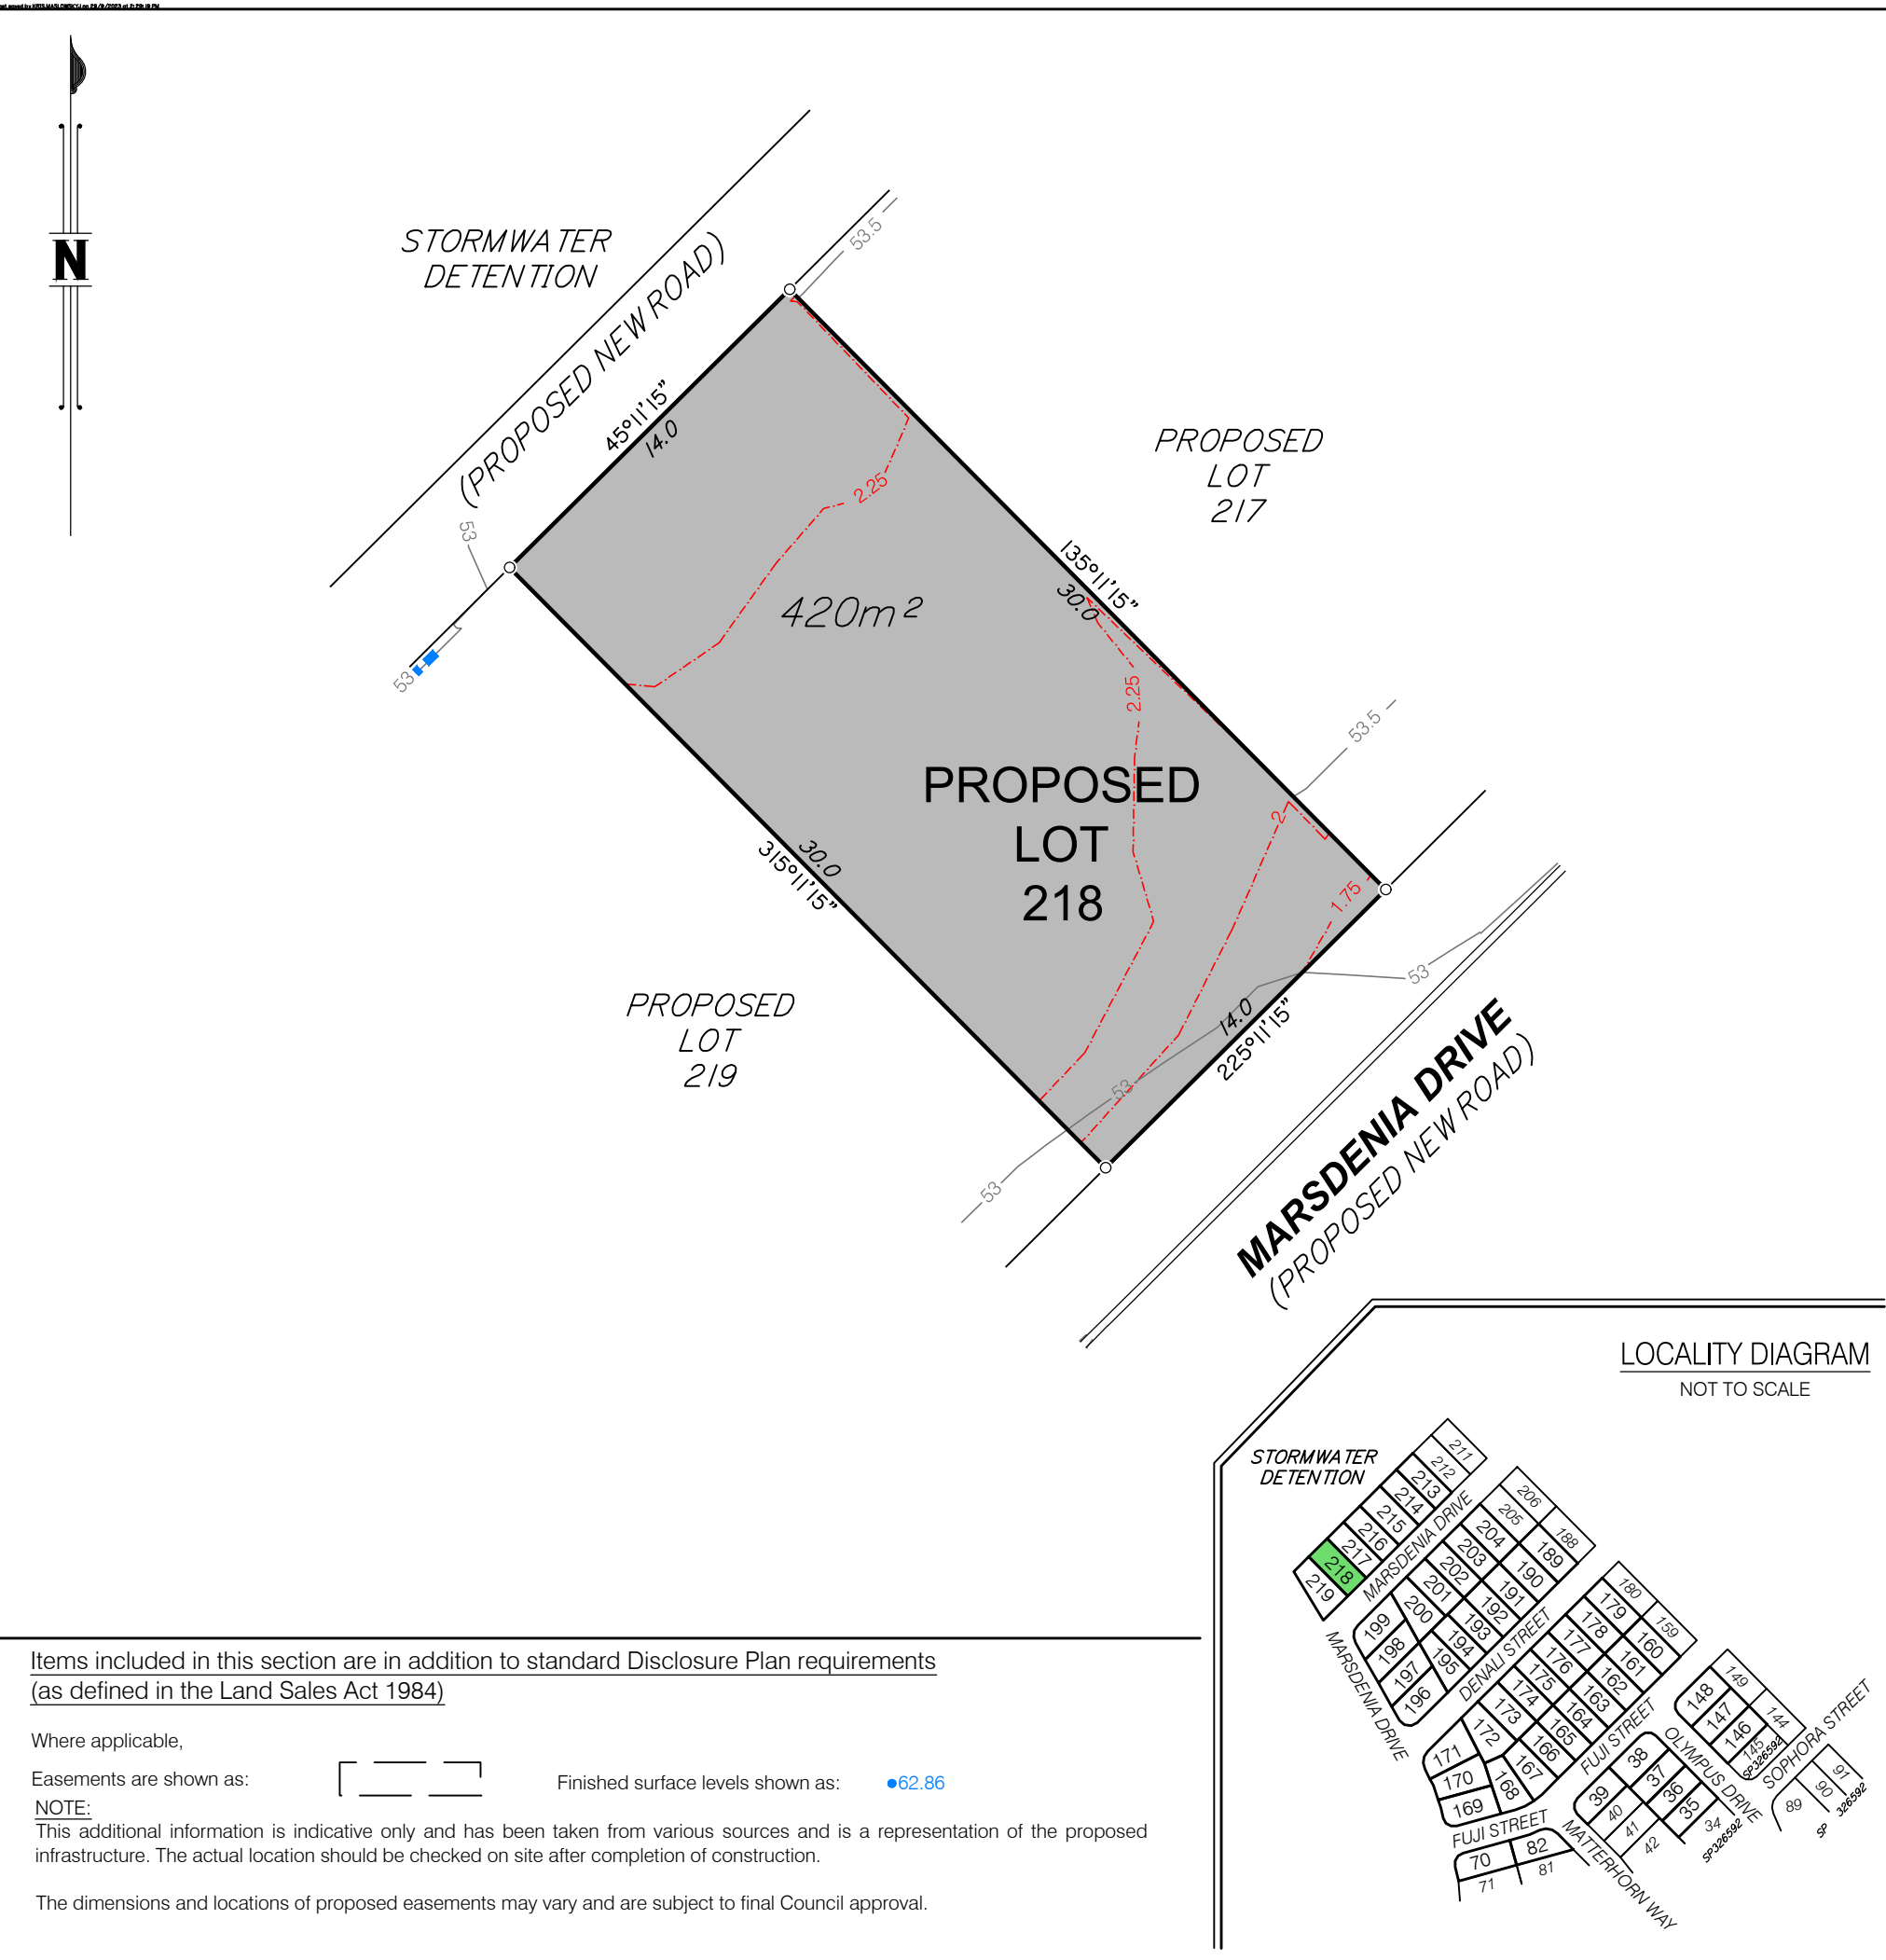 N
STORMWATER
DETENTION
(PROPOSED NEW ROAD)
53.5
45°11'15"
14.0
53
53
2.25
420m²
PROPOSED
LOT
217
135°11'15"
30.0
2.25
53.5
PROPOSED
LOT
218
2
1.75
30.0
315°11'15"
53
14.0
225°11'15"
53
53
PROPOSED
LOT
219
MARSDENIA DRIVE
(PROPOSED NEW ROAD)
LOCALITY DIAGRAM
NOT TO SCALE
STORMWATER
DETENTION
211
212
213
214
215
216
217
218
219
MARSDENIA DRIVE
206
205
204
203
202
201
200
199
198
197
196
188
189
190
191
192
193
194
195
MARSDENIA DRIVE
DENALI STREET
180
179
178
177
176
175
174
173
172
171
170
169
159
160
161
162
163
164
165
166
167
168
FUJI STREET
FUJI STREET
149
148
147
146
145
SP326592
144
OLYMPUS DRIVE
SOPHORA STREET
38
37
36
35
34
SP326592
39
40
41
42
91
90
89
SP
326592
MATTERHORN WAY
70
82
71
81
Items included in this section are in addition to standard Disclosure Plan requirements
(as defined in the Land Sales Act 1984)
Where applicable,
Easements are shown as:
Finished surface levels shown as:
62.86
NOTE:
This additional information is indicative only and has been taken from various sources and is a representation of the proposed
infrastructure. The actual location should be checked on site after completion of construction.
The dimensions and locations of proposed easements may vary and are subject to final Council approval.